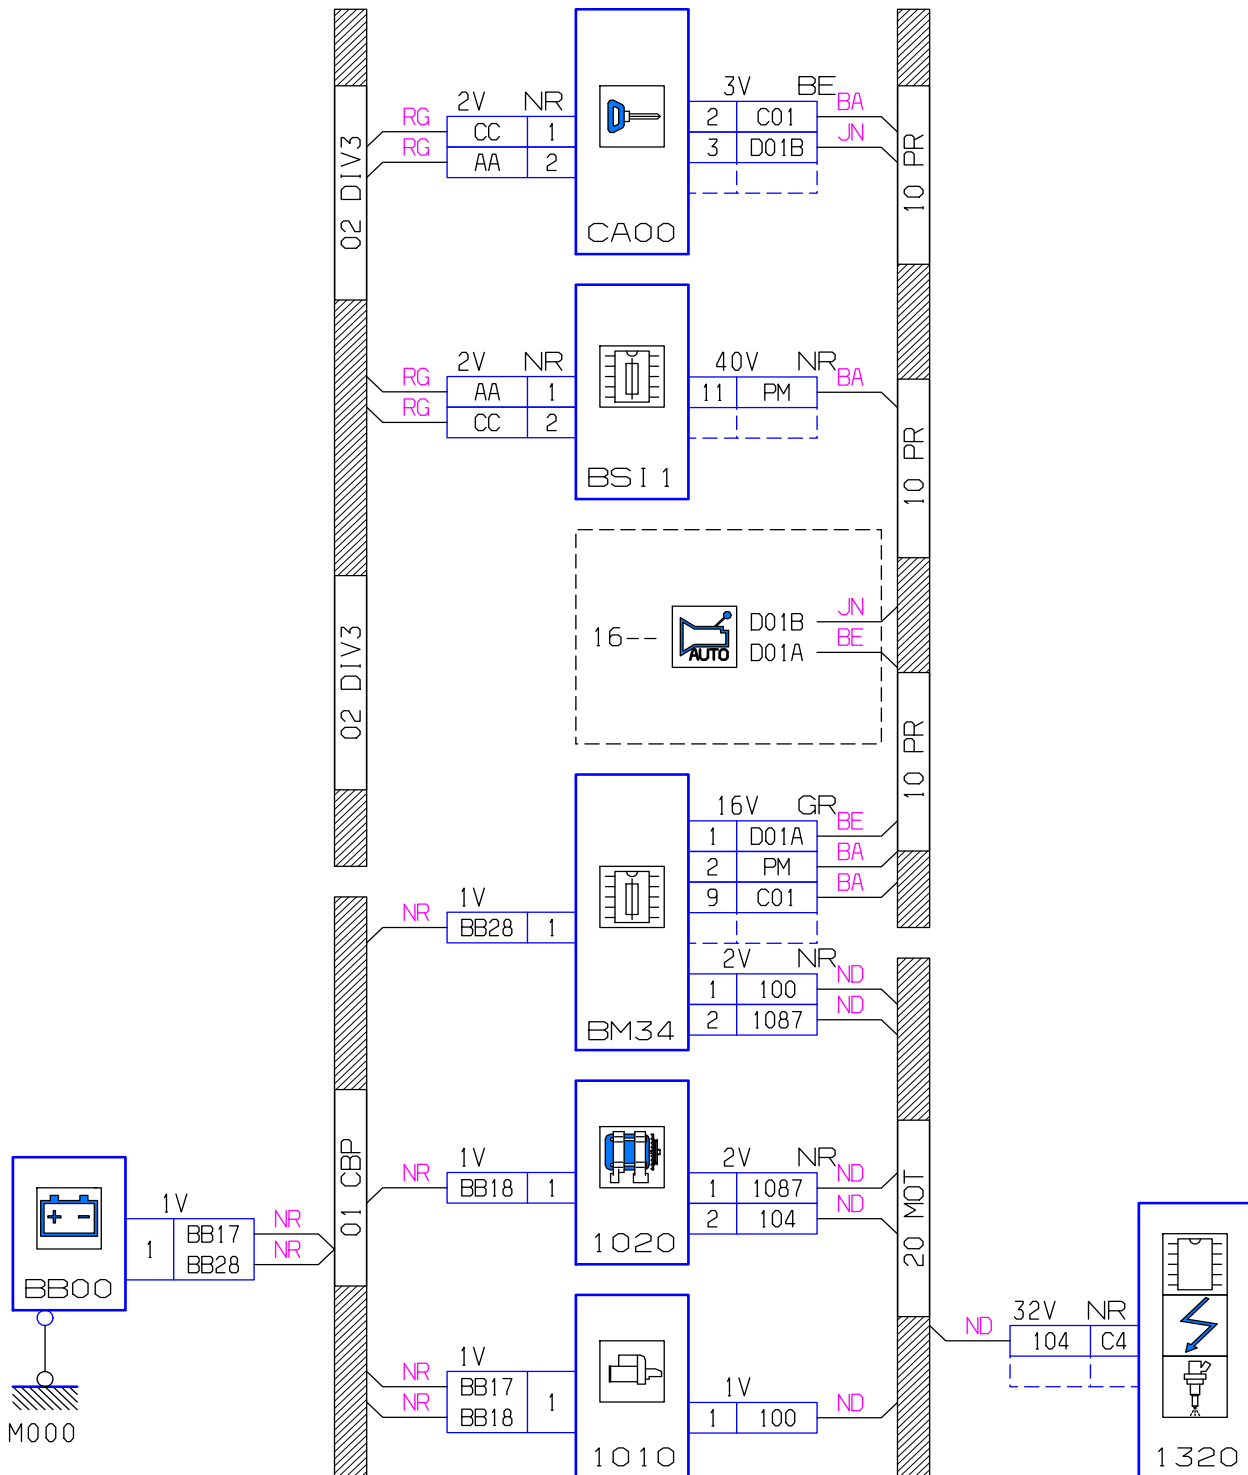 3V BE
2V NR
RG CC 1
2 C01 BA
RG AA 2
3 D01B JN
02 DIV3
10 PR
CA00
2V NR
40V NR
RG AA 1
11 PM BA
RG CC 2
10 PR
BSI1
16--
AUTO
D01B JN
D01A BE
02 DIV3
10 PR
16V GR
1 D01A BE
2 PM BA
9 C01 BA
1V
NR BB28 1
2V NR
1 100 ND
2 1087 ND
BM34
01 CBP
20 MOT
1V
NR BB18 1
2V NR
1 1087 ND
2 104 ND
1020
1V
+ -
1 BB17 NR
BB28 NR
BB00
M000
1V
NR BB17 1
NR BB18
1V
1 100 ND
1010
32V NR
ND 104 C4
1320